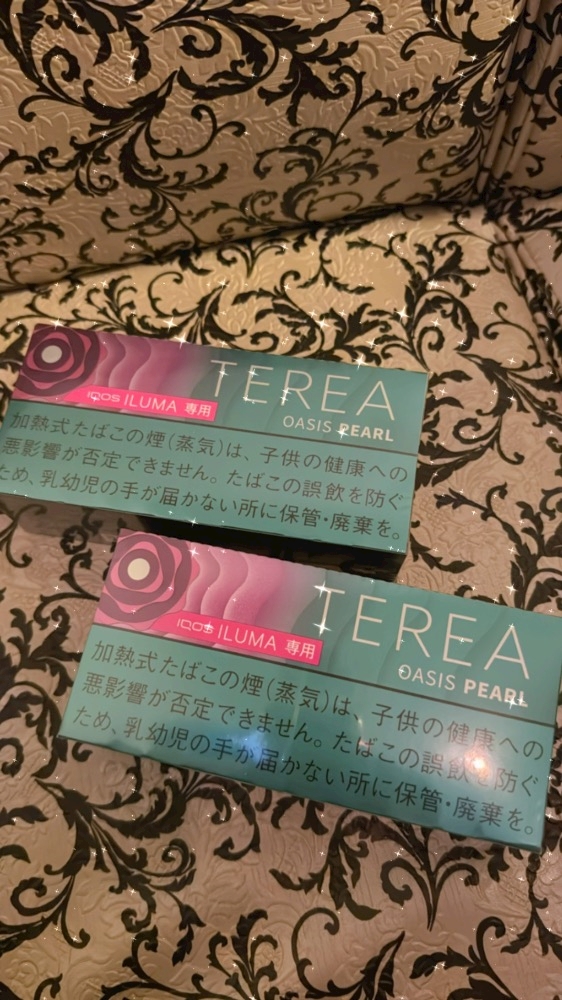 TEREA
IQOS ILUMA 専用
OASIS PEARL
加熱式たばこの煙(蒸気)は、子供の健康への
悪影響が否定できません。たばこの誤飲を防ぐ
ため、乳幼児の手が届かない所に保管・廃棄を。
TEREA
IQOS ILUMA 専用
OASIS PEARL
加熱式たばこの煙(蒸気)は、子供の健康への
悪影響が否定できません。たばこの誤飲を防ぐ
ため、乳幼児の手が届かない所に保管・廃棄を。